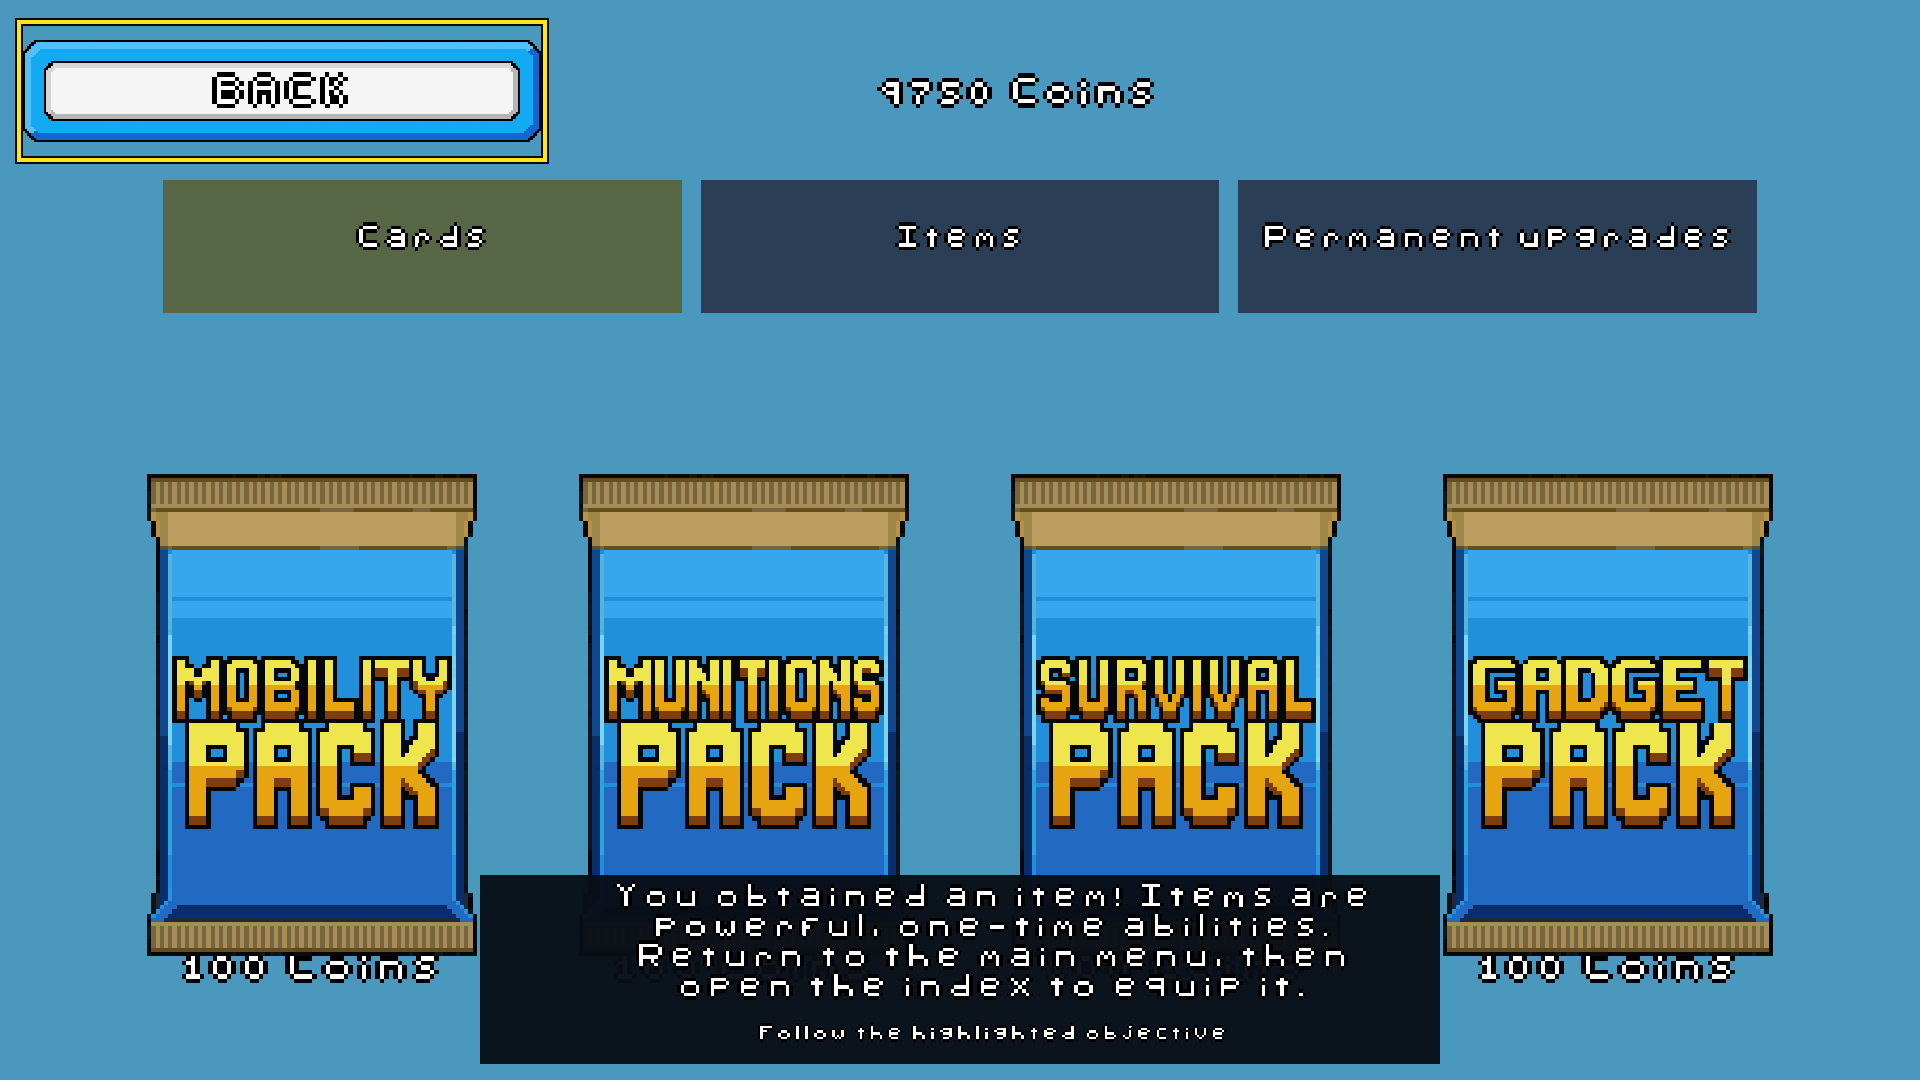 BACK
9750 Coins
Cards
Items
Permanent upgrades
MOBILITY
PACK
MUNITIONS
PACK
SURVIVAL
PACK
GADGET
PACK
100 Coins
100 Coins
You obtained an item! Items are
powerful, one-time abilities.
Return to the main menu, then
open the index to equip it.
Follow the highlighted objective